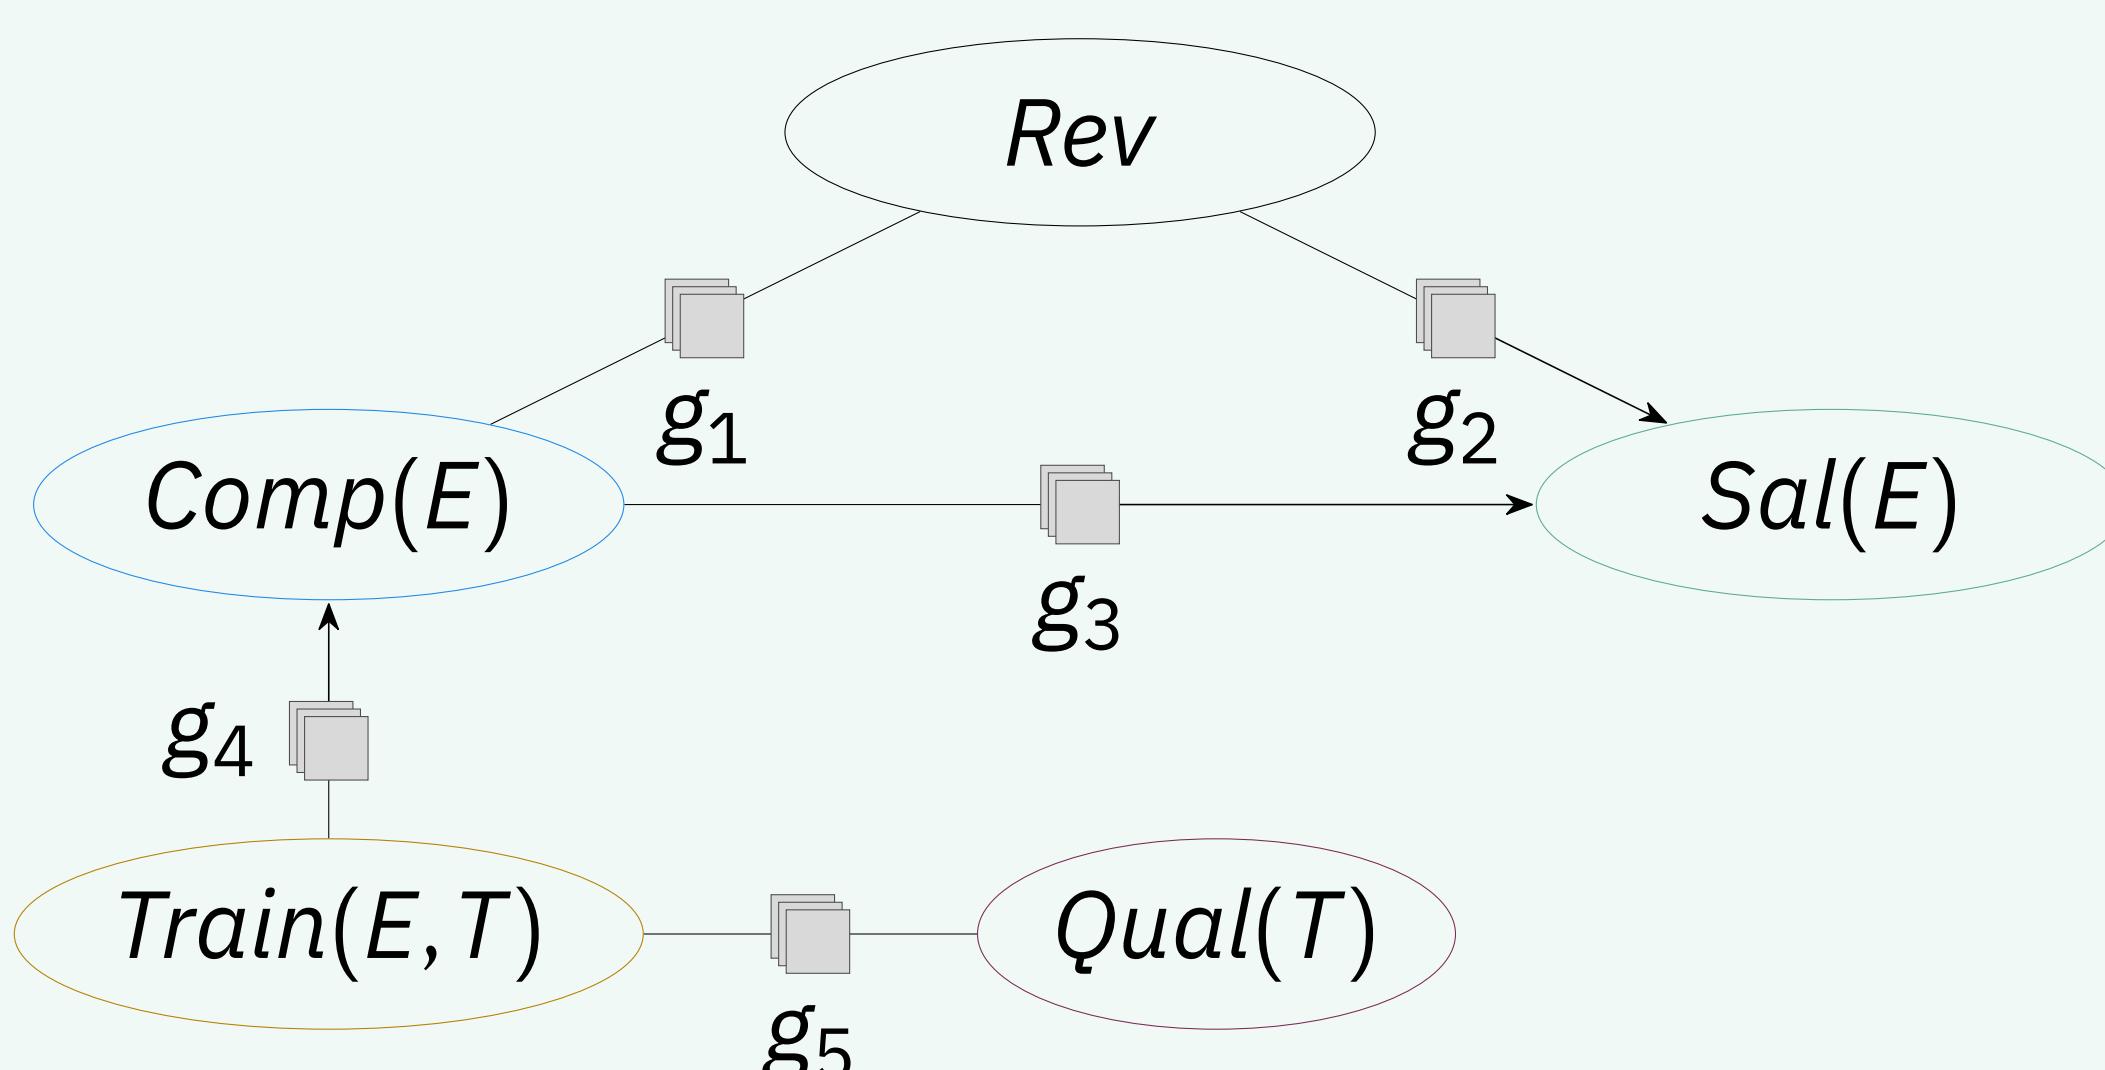 Rev
g1
g2
Comp(E)
Sal(E)
g3
g4
Train(E,T)
Qual(T)
g5